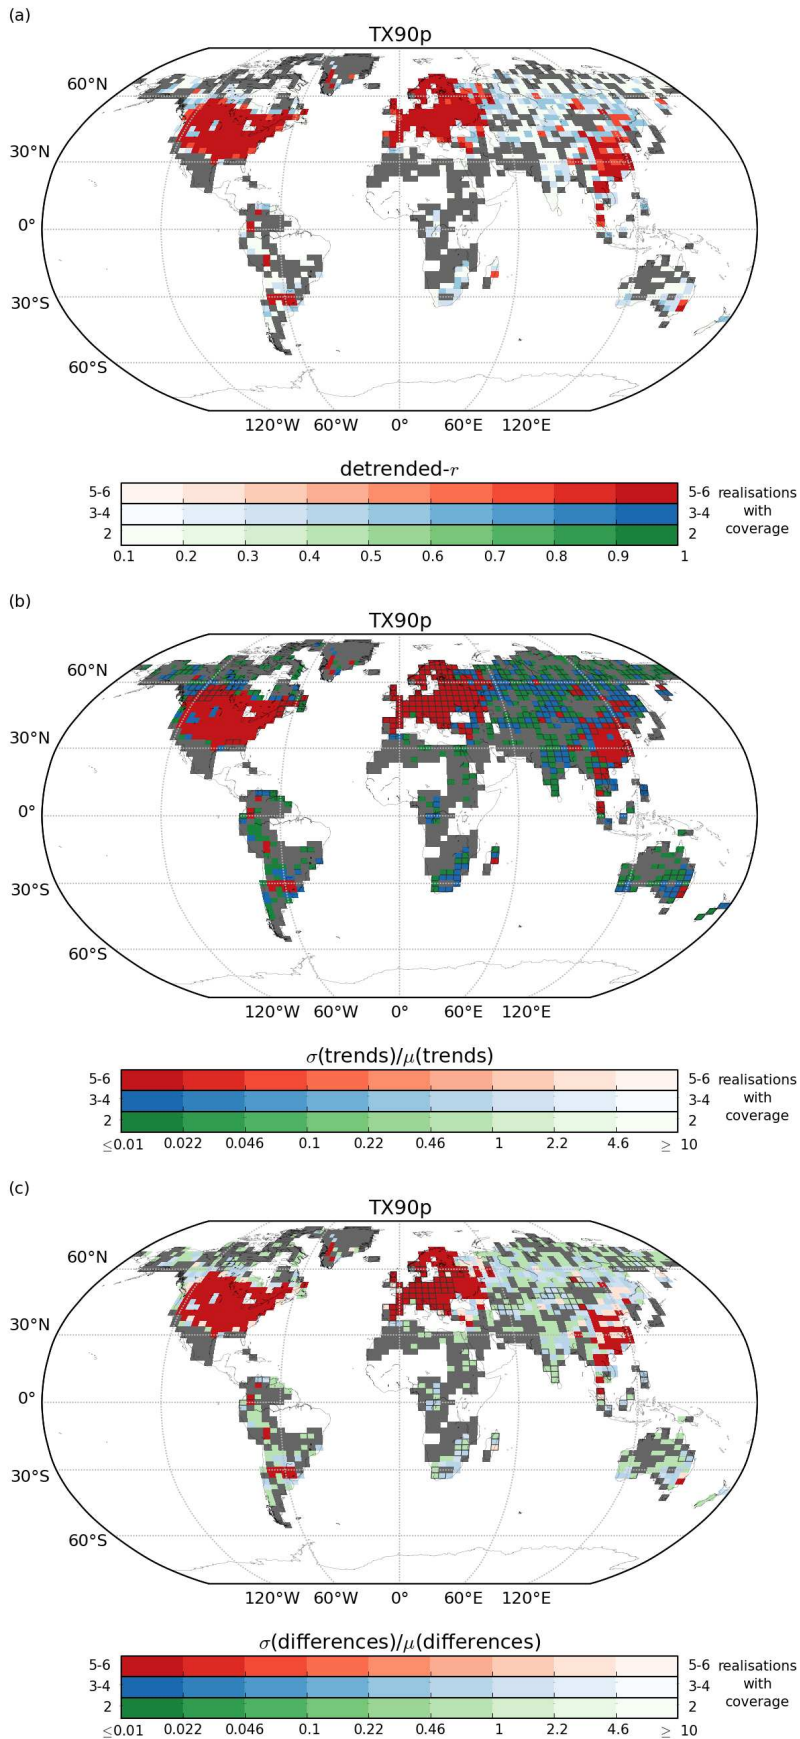 (a)
TX90p
60°N
30°N
0°
30°S
60°S
120°W 60°W 0° 60°E 120°E
detrended-r
5-6 5-6 realisations
3-4 3-4 with
2 2 coverage
0.1 0.2 0.3 0.4 0.5 0.6 0.7 0.8 0.9 1
(b)
TX90p
60°N
30°N
0°
30°S
60°S
120°W 60°W 0° 60°E 120°E
σ(trends)/μ(trends)
5-6 5-6 realisations
3-4 3-4 with
2 2 coverage
≤0.01 0.022 0.046 0.1 0.22 0.46 1 2.2 4.6 ≥ 10
(c)
TX90p
60°N
30°N
0°
30°S
60°S
120°W 60°W 0° 60°E 120°E
σ(differences)/μ(differences)
5-6 5-6 realisations
3-4 3-4 with
2 2 coverage
≤0.01 0.022 0.046 0.1 0.22 0.46 1 2.2 4.6 ≥ 10